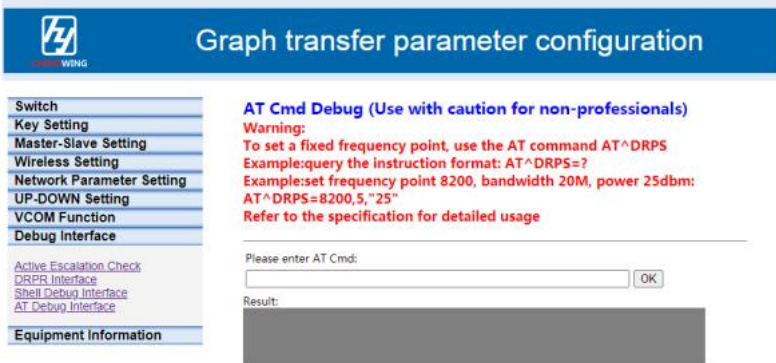 WING
Graph transfer parameter configuration
Switch
Key Setting
Master-Slave Setting
Wireless Setting
Network Parameter Setting
UP-DOWN Setting
VCOM Function
Debug Interface
Active Escalation Check
DRPR Interface
Shell Debug Interface
AT Debug Interface
Equipment Information
AT Cmd Debug (Use with caution for non-professionals)
Warning:
To set a fixed frequency point, use the AT command AT^DRPS
Example:query the instruction format: AT^DRPS=?
Example:set frequency point 8200, bandwidth 20M, power 25dbm:
AT^DRPS=8200,5,"25"
Refer to the specification for detailed usage
Please enter AT Cmd:
OK
Result: